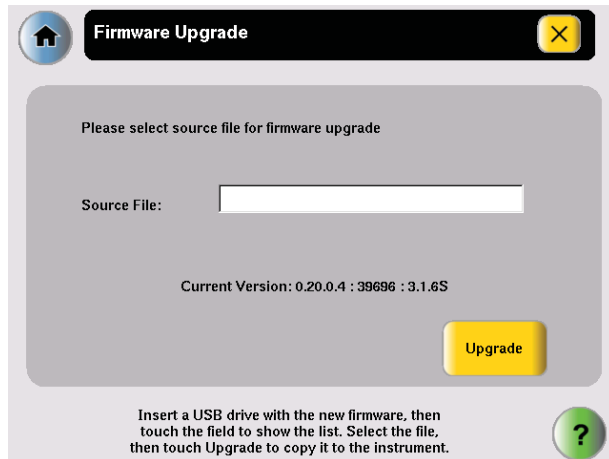 Firmware Upgrade
Please select source file for firmware upgrade
Source File:
Current Version: 0.20.0.4 : 39696 : 3.1.6S
Upgrade
Insert a USB drive with the new firmware, then
touch the field to show the list. Select the file,
then touch Upgrade to copy it to the instrument.
?